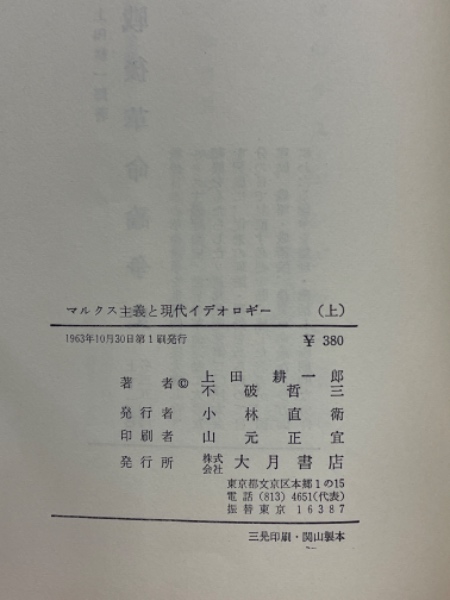 マルクス主義と現代イデオロギー （上）
1963年10月30日第1刷発行 ¥ 380
著者© 上田耕一郎
不破哲三
発行者 小林直衛
印刷者 山元正宜
発行所 株式会社 大月書店
東京都文京区本郷1の15
電話 (813) 4651(代表)
振替東京 16387
三晃印刷・関山製本